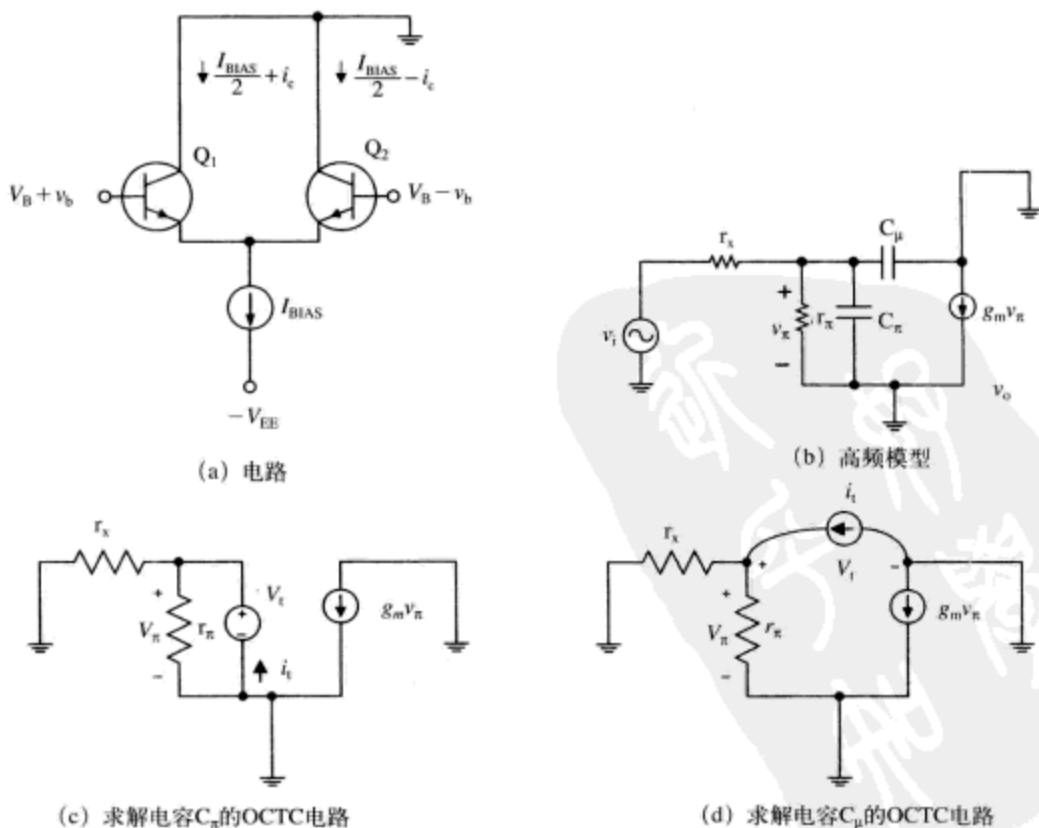 I_BIAS/2 + i_c
I_BIAS/2 − i_c
Q₁
Q₂
V_B + v_b
V_B − v_b
I_BIAS
−V_EE
(a) 电路
r_x
C_μ
+
v_π
−
r_π
C_π
g_m v_π
v_i
v_o
(b) 高频模型
r_x
+
V_π
−
r_π
V_t
+
−
i_t
g_m v_π
(c) 求解电容C_π的OCTC电路
i_t
r_x
+
V_t
−
+
V_π
−
r_π
g_m v_π
(d) 求解电容C_μ的OCTC电路